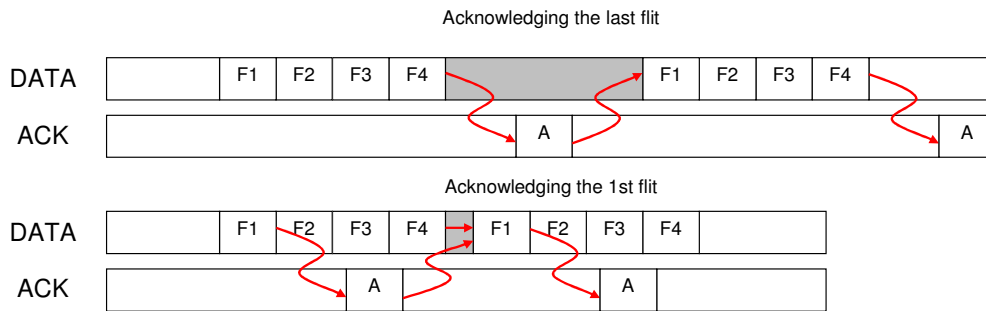 Acknowledging the last flit
DATA F1 F2 F3 F4 F1 F2 F3 F4
ACK A A
Acknowledging the 1st flit
DATA F1 F2 F3 F4 F1 F2 F3 F4
ACK A A